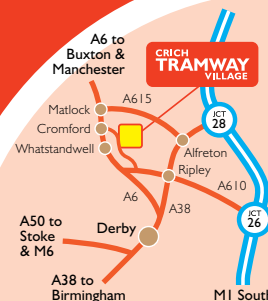 A6 to
Buxton &
Manchester
CRICH
TRAMWAY
VILLAGE
Matlock
A615
Cromford
JCT
28
Whatstandwell
Alfreton
Ripley
A6
A38
A610
JCT
26
A50 to
Stoke
& M6
Derby
A38 to
Birmingham
M1 South